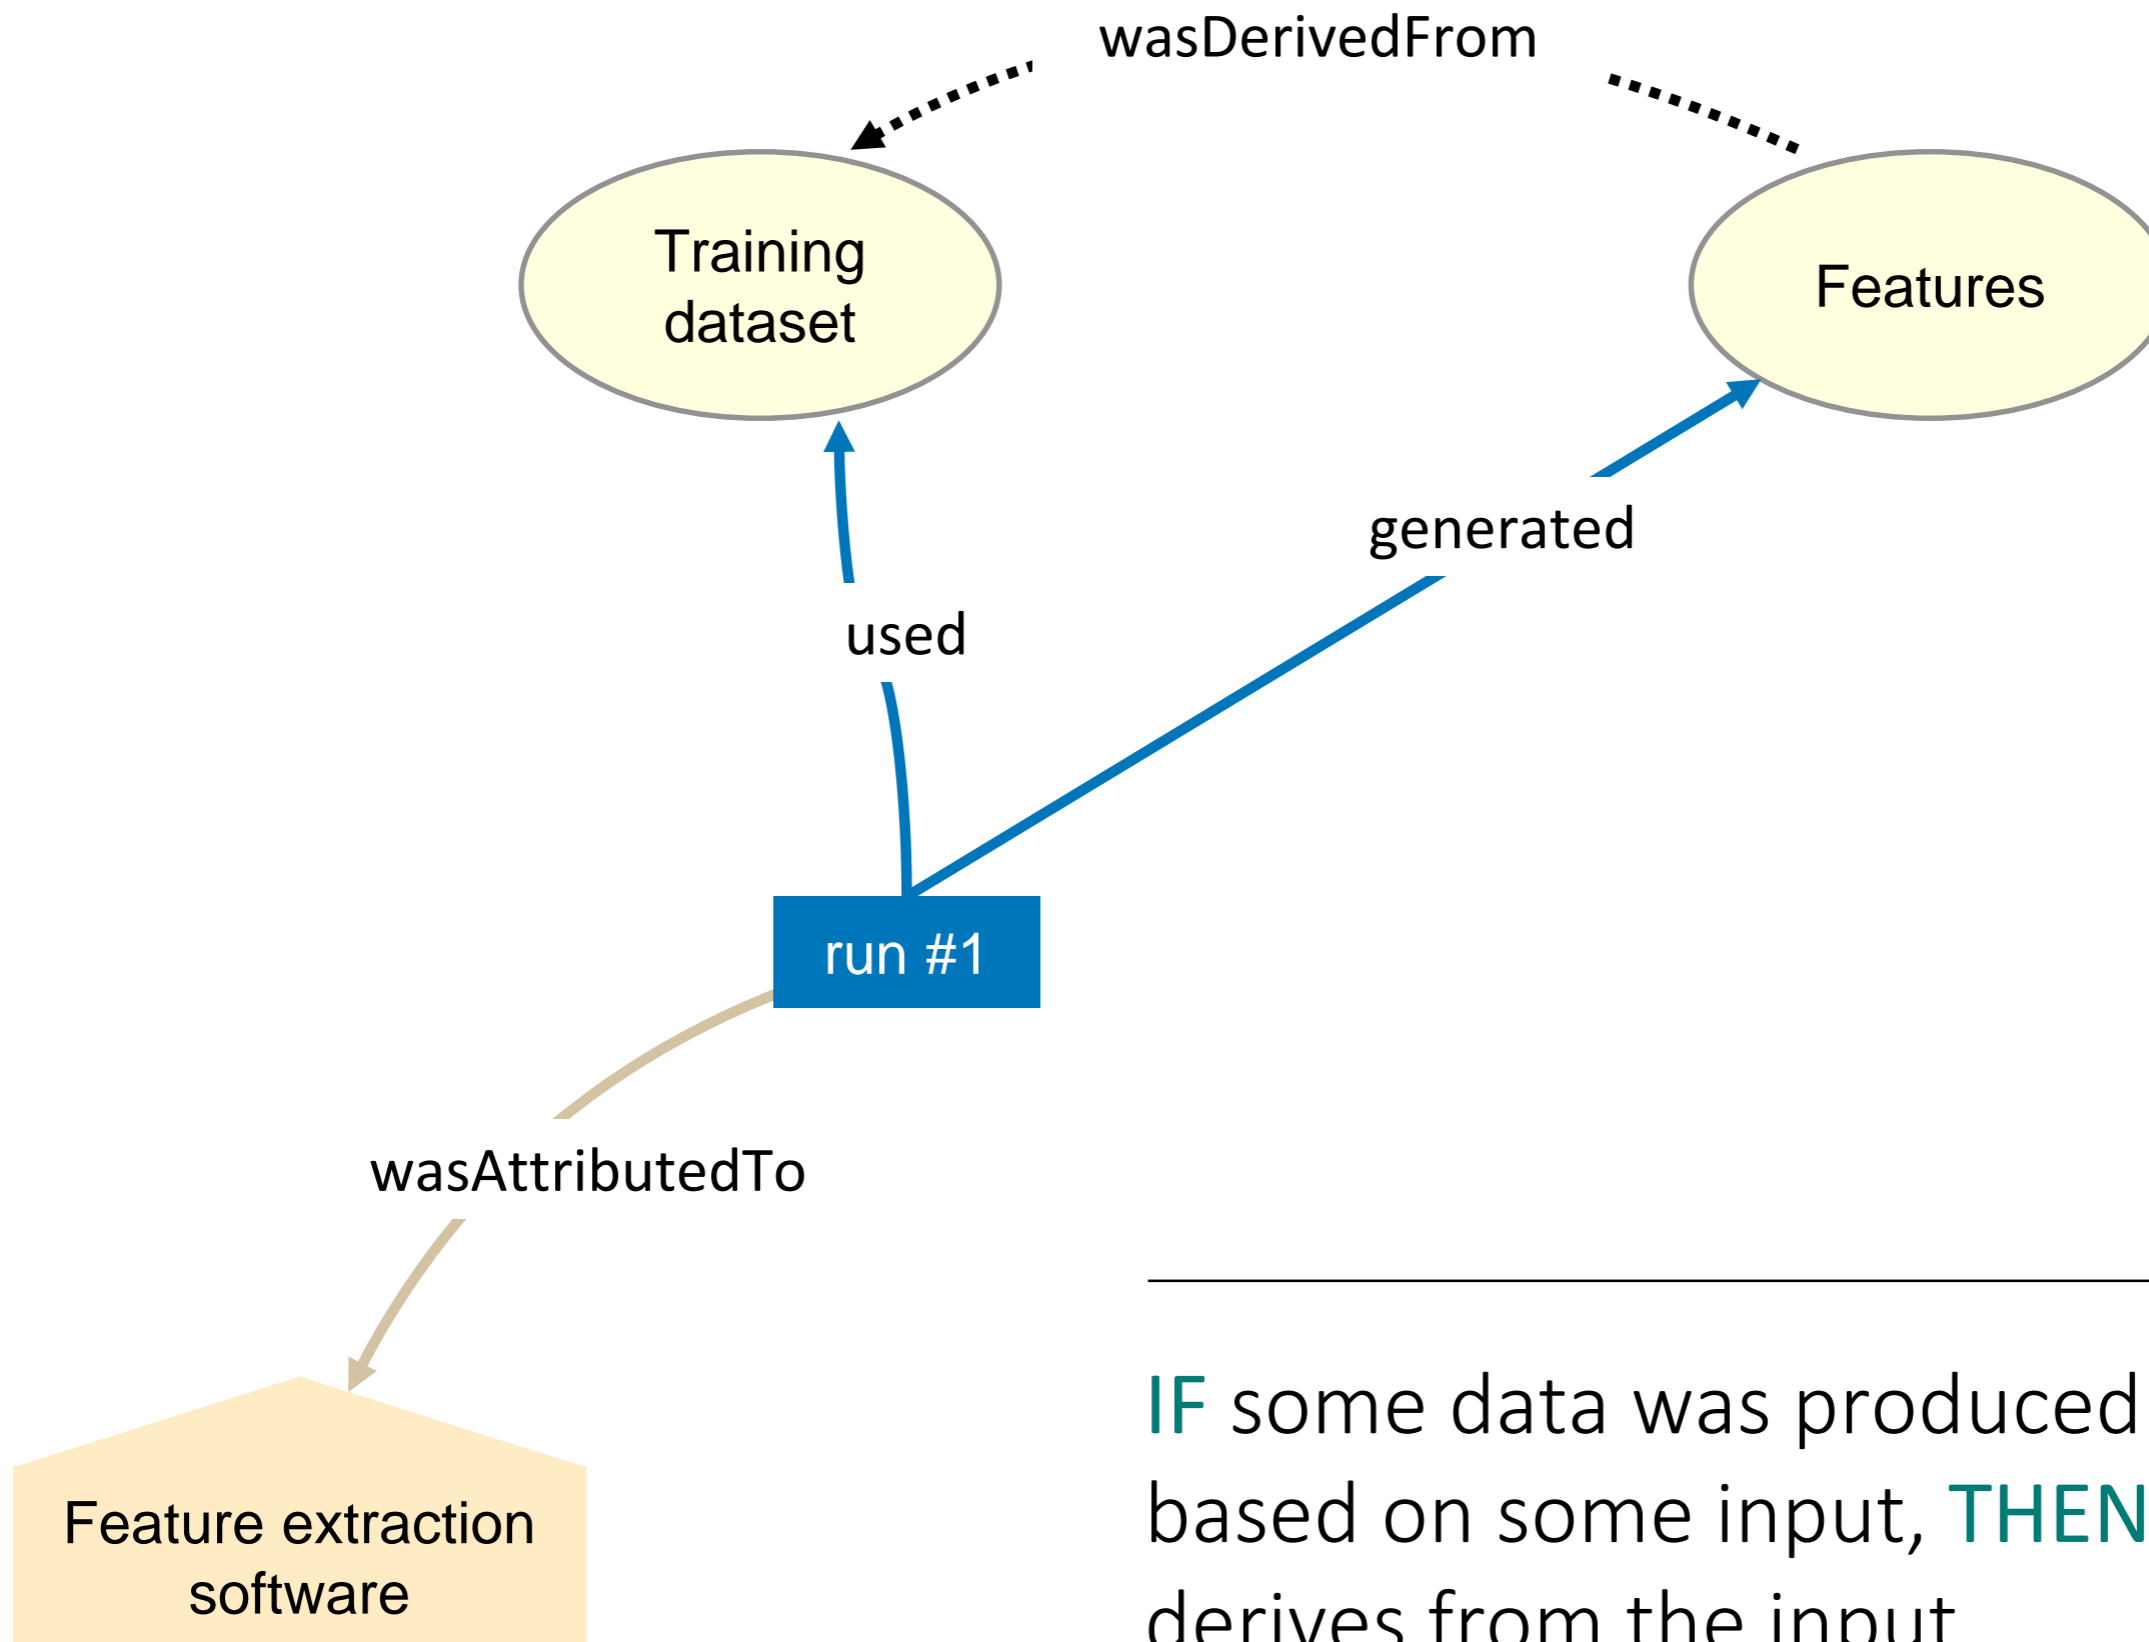 wasDerivedFrom
Training
dataset
Features
generated
used
run #1
wasAttributedTo
Feature extraction
software
IF some data was produced
based on some input, THEN
derives from the input